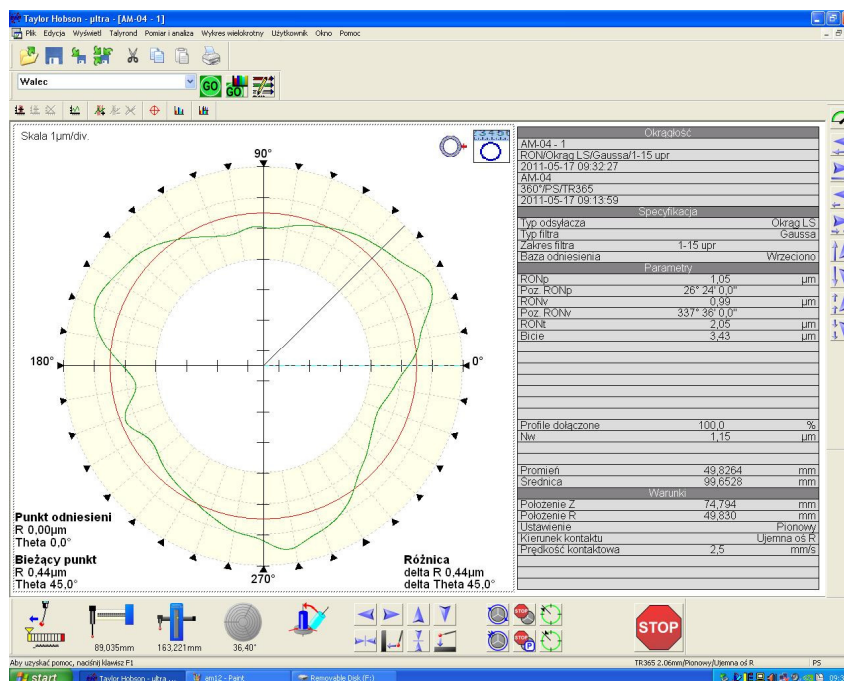 Taylor Hobson - µltra - [AM-04 - 1]
Plik Edycja Wyświetl Talyrond Pomiar i analiza Wykres wielokrotny Użytkownik Okno Pomoc
Walec
GO GO
Skala 1µm/div.
90°
180°
0°
270°
Punkt odniesieni
R 0,00µm
Theta 0,0°
Bieżący punkt
R 0,44µm
Theta 45,0°
Różnica
delta R 0,44µm
delta Theta 45,0°
Okrągłość
AM-04 - 1
RON/Okrąg LS/Gaussa/1-15 upr
2011-05-17 09:32:27
AM-04
360°/PS/TR365
2011-05-17 09:13:59
Specyfikacja
Typ odsyłacza Okrąg LS
Typ filtra Gaussa
Zakres filtra 1-15 upr
Baza odniesienia Wrzeciono
Parametry
RONp 1,05 µm
Poz. RONp 26° 24' 0,0"
RONv 0,99 µm
Poz. RONv 337° 36' 0,0"
RONt 2,05 µm
Bicie 3,43 µm
Profile dołączone 100,0 %
Nw 1,15 µm
Promień 49,8264 mm
Średnica 99,6528 mm
Warunki
Położenie Z 74,794 mm
Położenie R 49,830 mm
Ustawienie Pionowy
Kierunek kontaktu Ujemna oś R
Prędkość kontaktowa 2,5 mm/s
89,035mm 163,221mm 36,40°
STOP
STOP
STOP
Aby uzyskać pomoc, naciśnij klawisz F1 TR365 2.06mm/Pionowy/Ujemna oś R PS
start Taylor Hobson - ultra ... am12 - Paint Removable Disk (F:)